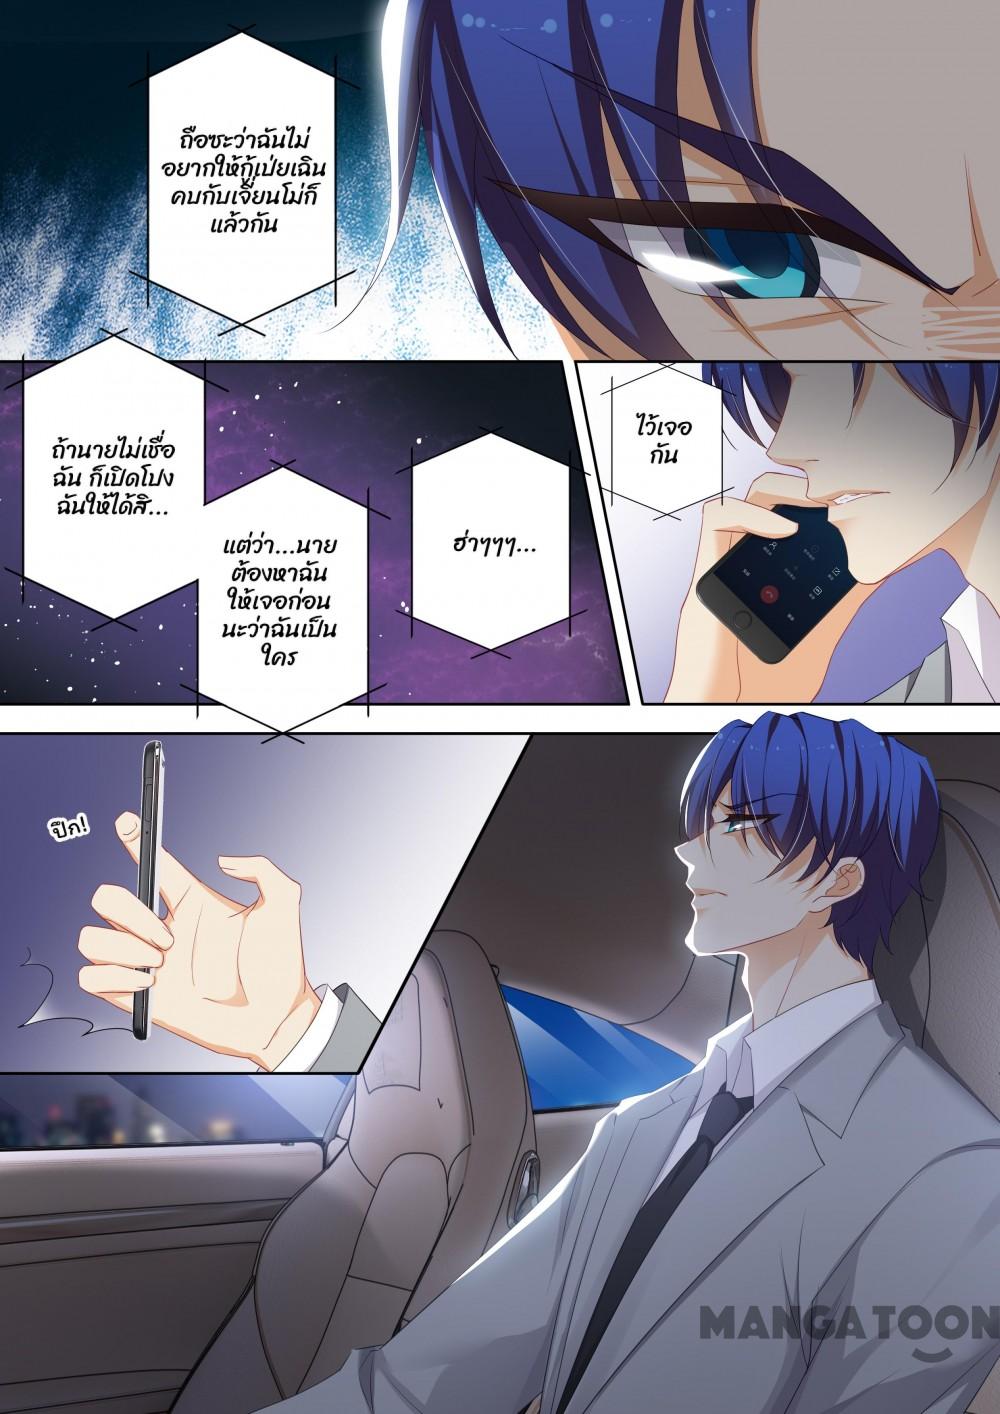 ถือซะว่าฉันไม่
อยากให้กู้เป่ยเฉิน
คบกับเจี่ยนโม่ก็
แล้วกัน
ถ้านายไม่เชื่อ
ฉัน ก็เปิดโปง
ฉันให้ได้สิ...
แต่ว่า...นาย
ต้องหาฉัน
ให้เจอก่อน
นะว่าฉันเป็น
ใคร
ฮ่าๆๆๆ...
ไว้เจอ
กัน
ปึก!
MANGATOON